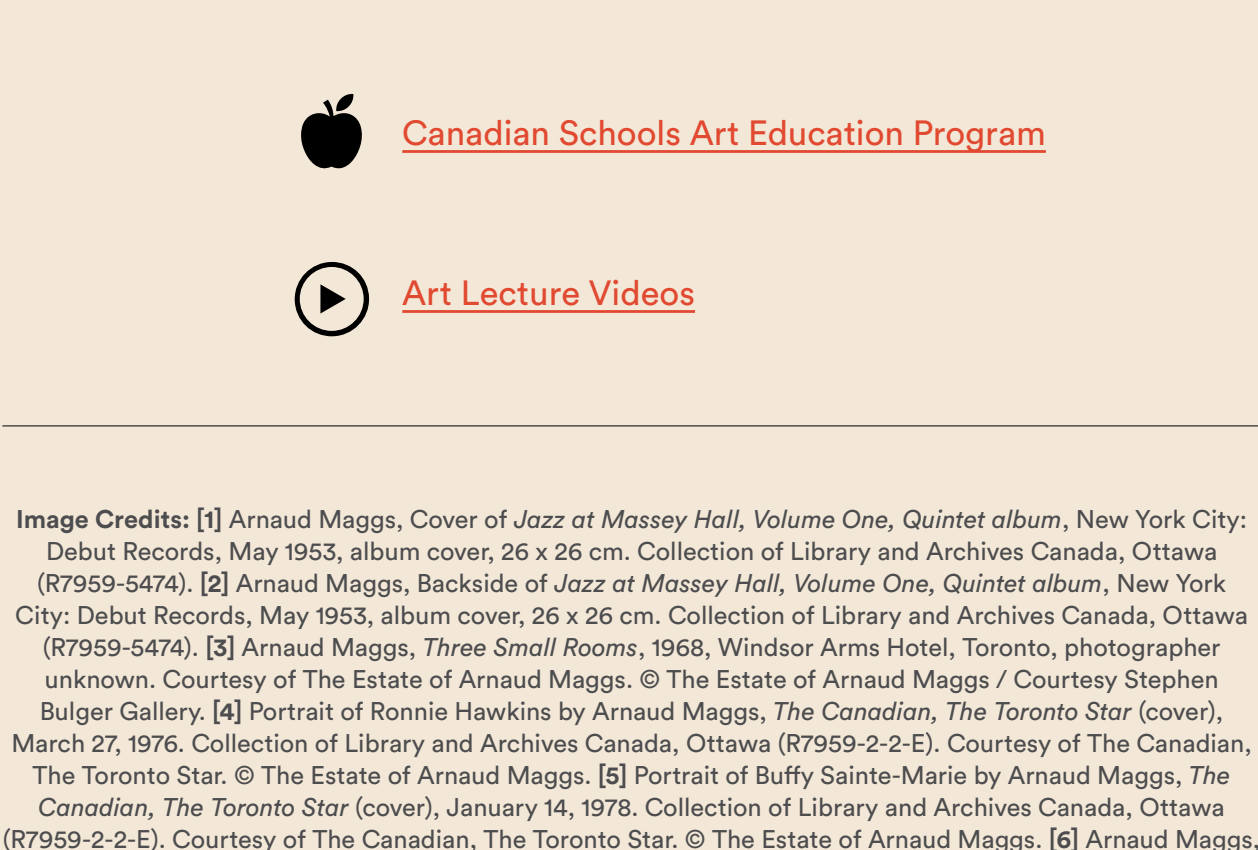 Canadian Schools Art Education Program
Art Lecture Videos
Image Credits: [1] Arnaud Maggs, Cover of Jazz at Massey Hall, Volume One, Quintet album, New York City:
Debut Records, May 1953, album cover, 26 x 26 cm. Collection of Library and Archives Canada, Ottawa
(R7959-5474). [2] Arnaud Maggs, Backside of Jazz at Massey Hall, Volume One, Quintet album, New York
City: Debut Records, May 1953, album cover, 26 x 26 cm. Collection of Library and Archives Canada, Ottawa
(R7959-5474). [3] Arnaud Maggs, Three Small Rooms, 1968, Windsor Arms Hotel, Toronto, photographer
unknown. Courtesy of The Estate of Arnaud Maggs. © The Estate of Arnaud Maggs / Courtesy Stephen
Bulger Gallery. [4] Portrait of Ronnie Hawkins by Arnaud Maggs, The Canadian, The Toronto Star (cover),
March 27, 1976. Collection of Library and Archives Canada, Ottawa (R7959-2-2-E). Courtesy of The Canadian,
The Toronto Star. © The Estate of Arnaud Maggs. [5] Portrait of Buffy Sainte-Marie by Arnaud Maggs, The
Canadian, The Toronto Star (cover), January 14, 1978. Collection of Library and Archives Canada, Ottawa
(R7959-2-2-E). Courtesy of The Canadian, The Toronto Star. © The Estate of Arnaud Maggs. [6] Arnaud Maggs,